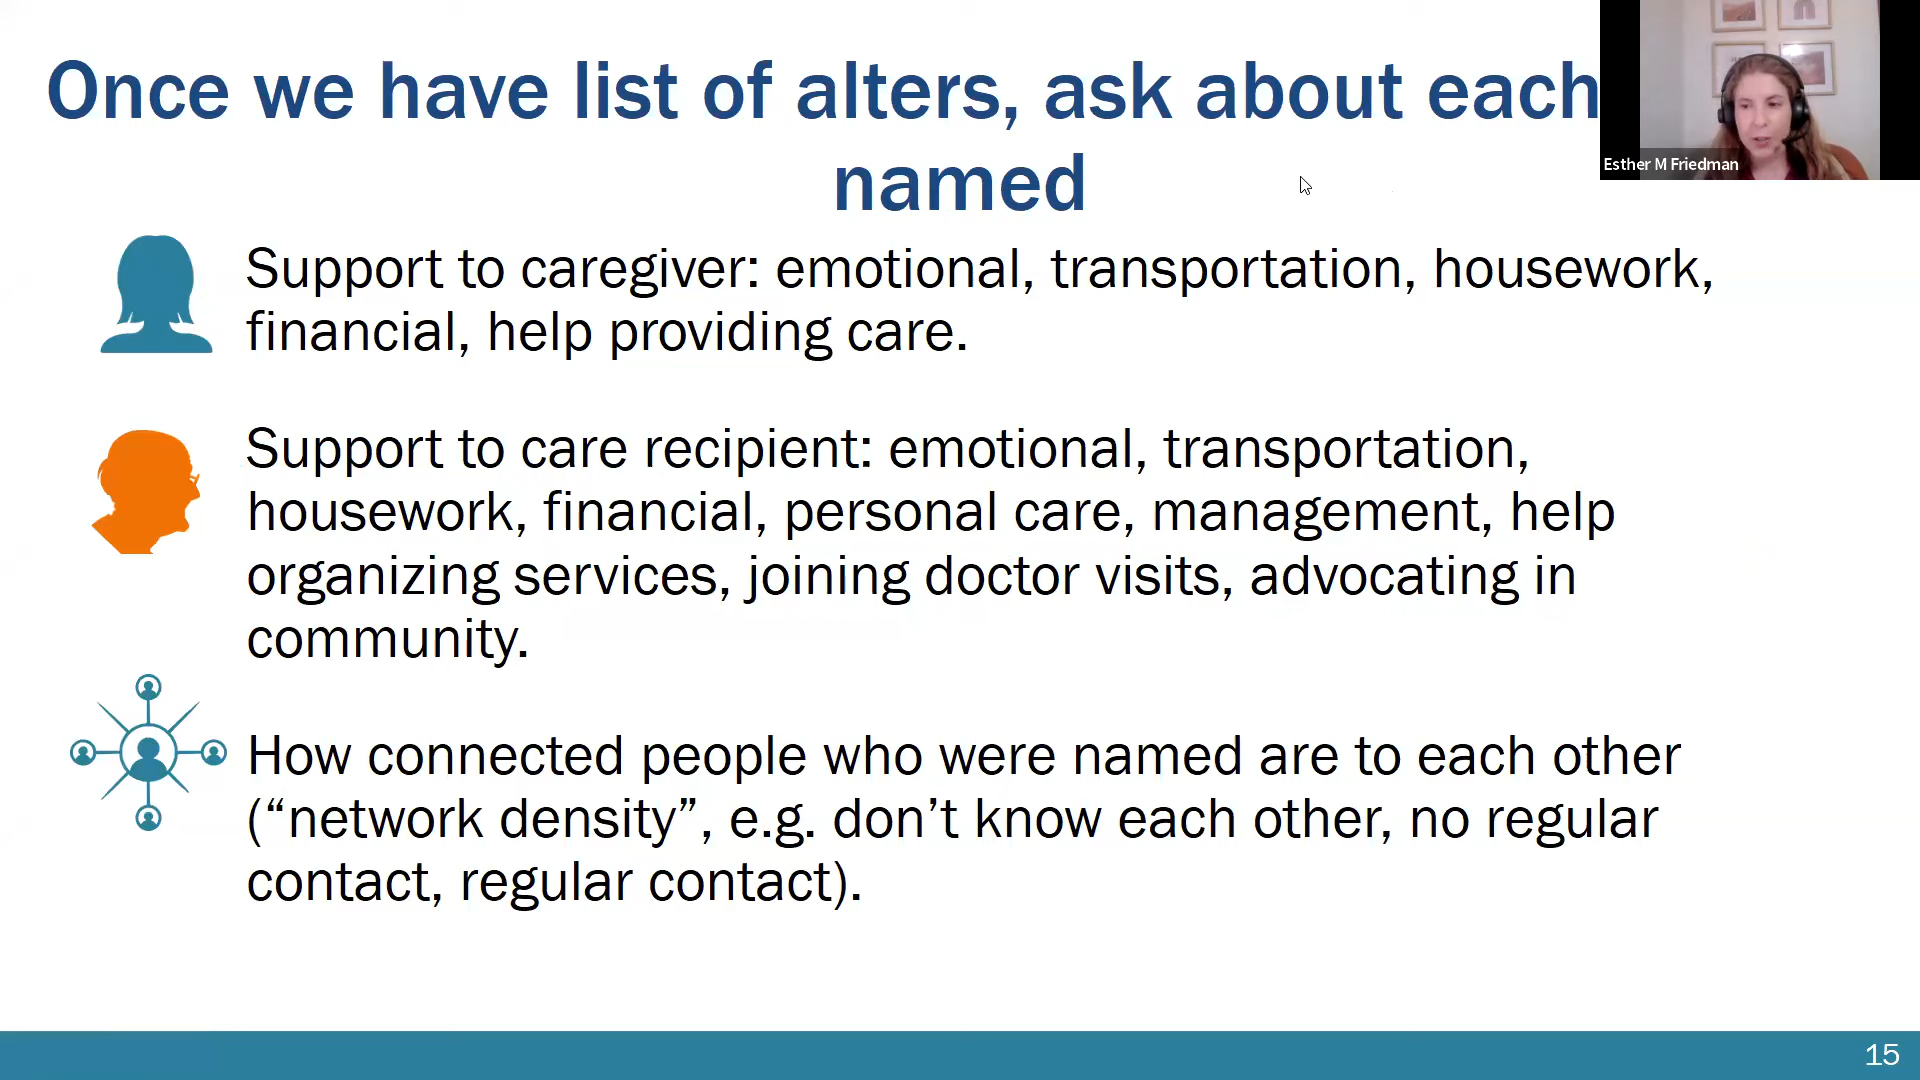 Once we have list of alters, ask about each
named
Esther M Friedman
Support to caregiver: emotional, transportation, housework,
financial, help providing care.
Support to care recipient: emotional, transportation,
housework, financial, personal care, management, help
organizing services, joining doctor visits, advocating in
community.
How connected people who were named are to each other
(“network density”, e.g. don’t know each other, no regular
contact, regular contact).
15